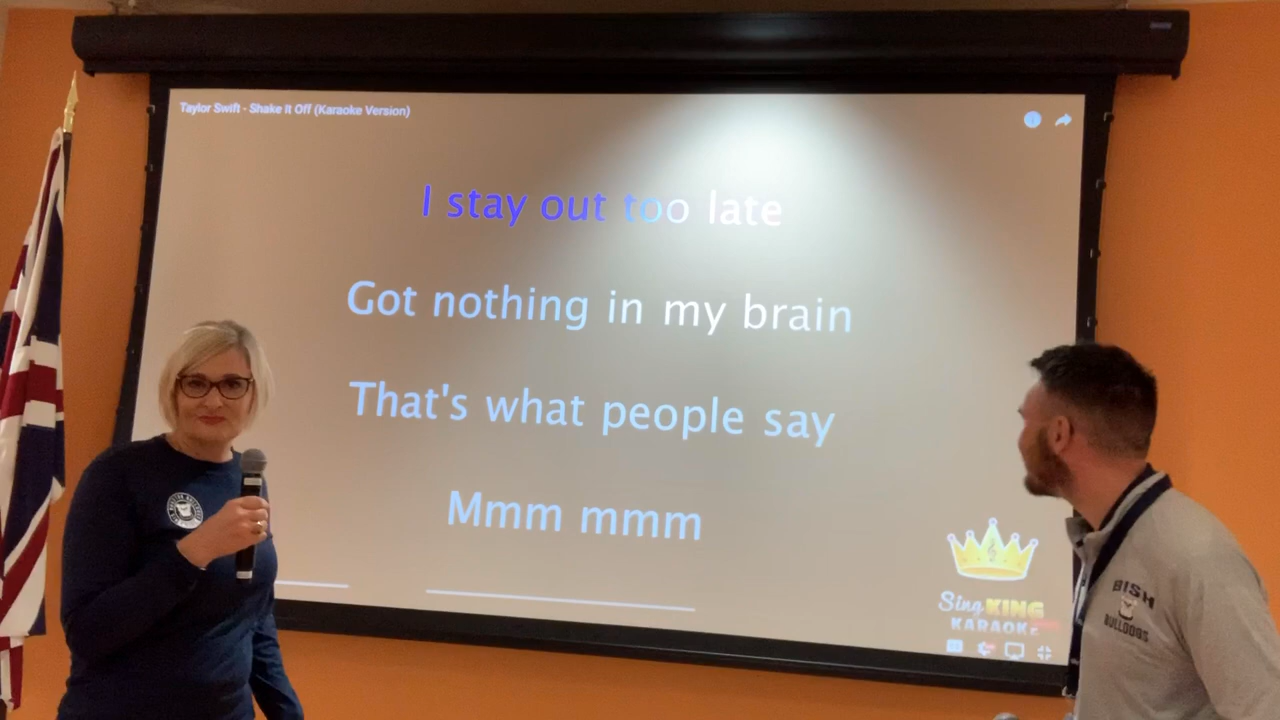 Taylor Swift - Shake It Off (Karaoke Version)
I stay out too late
Got nothing in my brain
That's what people say
Mmm mmm
Sing KING
KARAOKE
BISH
BULLDOGS